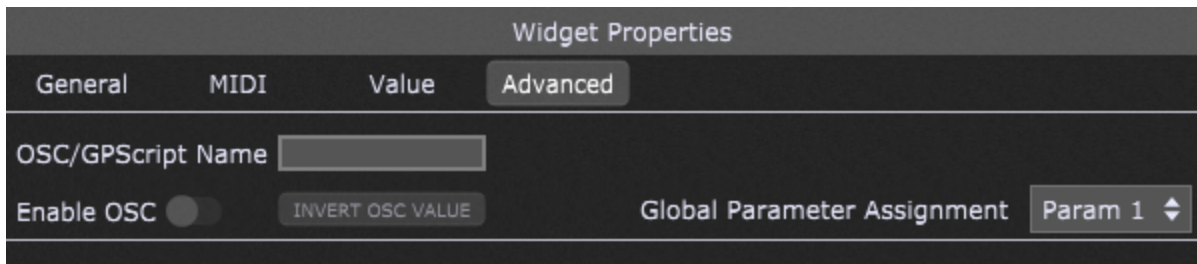 Widget Properties
General MIDI Value Advanced
OSC/GPScript Name
Enable OSC INVERT OSC VALUE Global Parameter Assignment Param 1